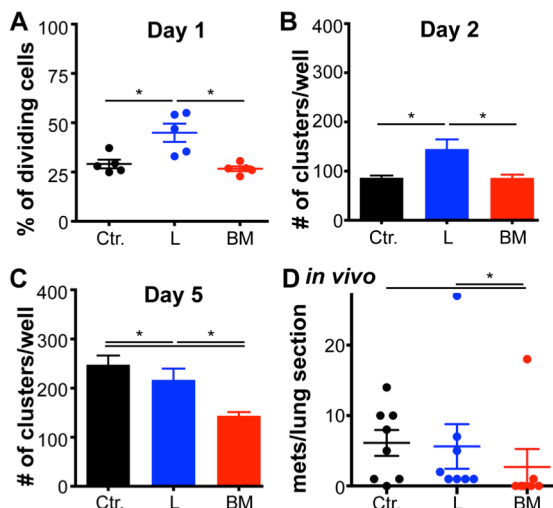 A Day 1
% of dividing cells
100
75
50
25
0
* *
Ctr. L BM
B Day 2
# of clusters/well
400
300
200
100
0
* *
Ctr. L BM
C Day 5
# of clusters/well
400
300
200
100
0
* *
Ctr. L BM
D in vivo
mets/lung section
20
10
0
*
Ctr. L BM